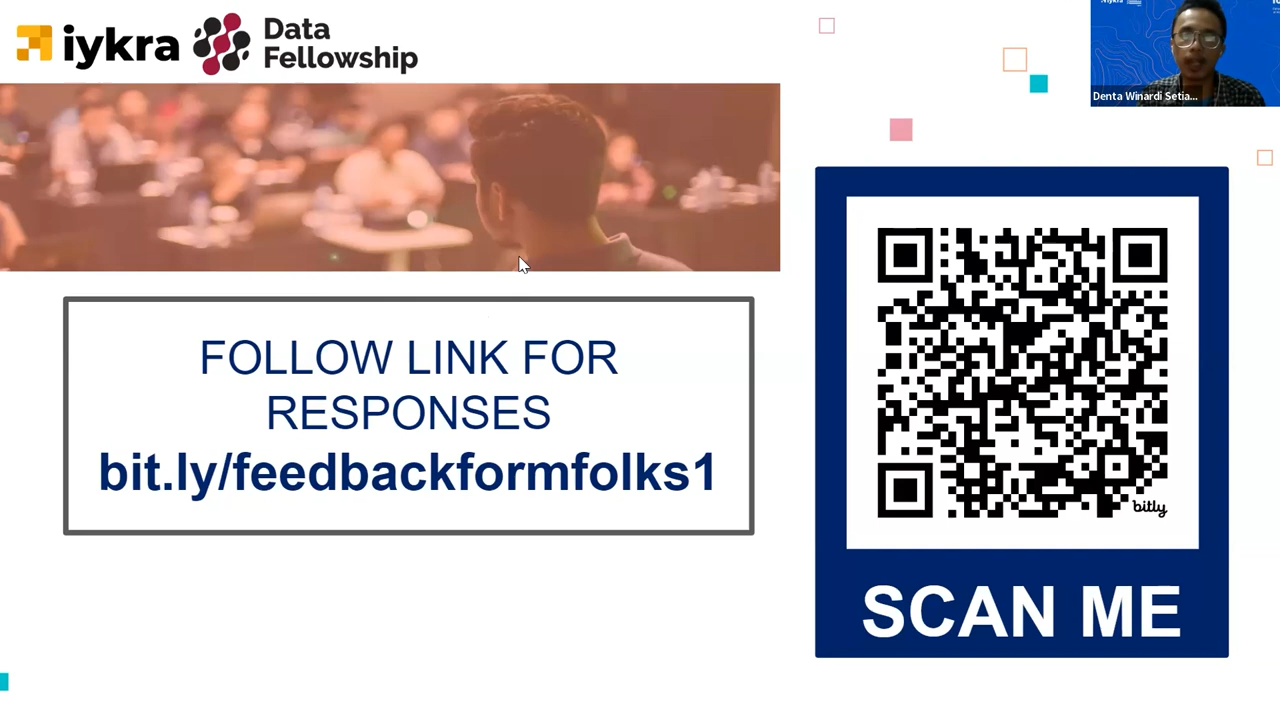 iykra
Data
Fellowship
Denta Winardi Setia...
FOLLOW LINK FOR
RESPONSES
bit.ly/feedbackformfolks1
bitly
SCAN ME